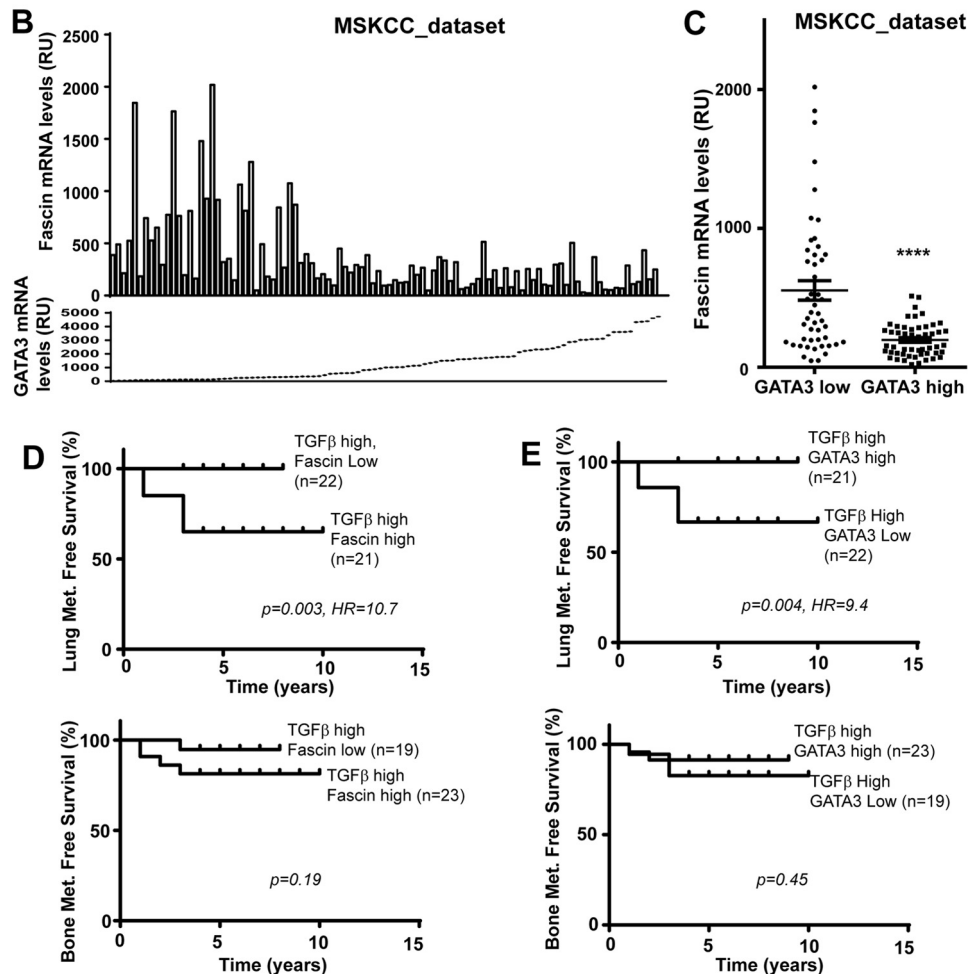 B
MSKCC_dataset
Fascin mRNA levels (RU)
2500
2000
1500
1000
500
0
GATA3 mRNA
levels (RU)
5000
4000
3000
2000
1000
0
C
MSKCC_dataset
Fascin mRNA levels (RU)
2000
1000
0
****
GATA3 low GATA3 high
D
Lung Met. Free Survival (%)
100
50
0
TGFβ high,
Fascin Low
(n=22)
TGFβ high
Fascin high
(n=21)
p=0.003, HR=10.7
0 5 10 15
Time (years)
E
Lung Met. Free Survival (%)
100
50
0
TGFβ high
GATA3 high
(n=21)
TGFβ High
GATA3 Low
(n=22)
p=0.004, HR=9.4
0 5 10 15
Time (years)
Bone Met. Free Survival (%)
100
50
0
TGFβ high
Fascin low (n=19)
TGFβ high
Fascin high (n=23)
p=0.19
0 5 10 15
Time (years)
Bone Met. Free Survival (%)
100
50
0
TGFβ high
GATA3 high (n=23)
TGFβ High
GATA3 Low (n=19)
p=0.45
0 5 10 15
Time (years)